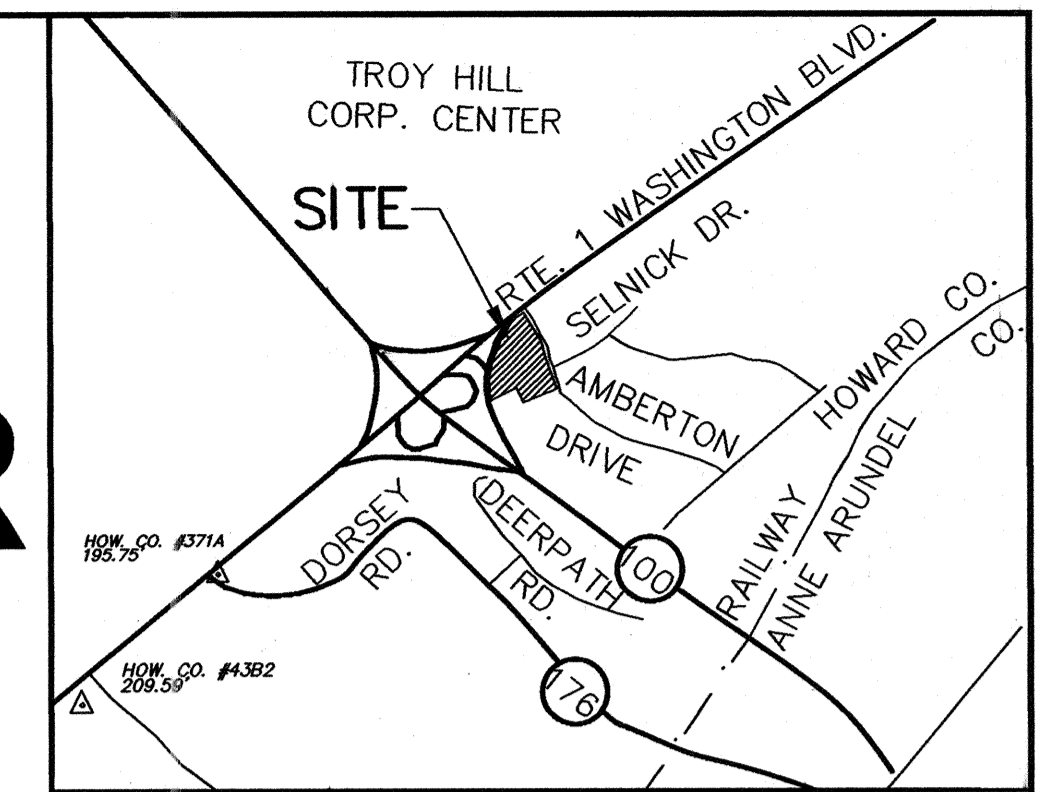 TROY HILL
CORP. CENTER
SITE
RTE. 1 WASHINGTON BLVD.
SELNICK DR.
AMBERTON
DRIVE
HOWARD CO.
ANNE ARUNDEL CO.
RAILWAY
DORSEY
RD.
DEERPATH
RD.
100
176
HOW. CO. #371A
195.75'
HOW. CO. #43B2
209.59'
R